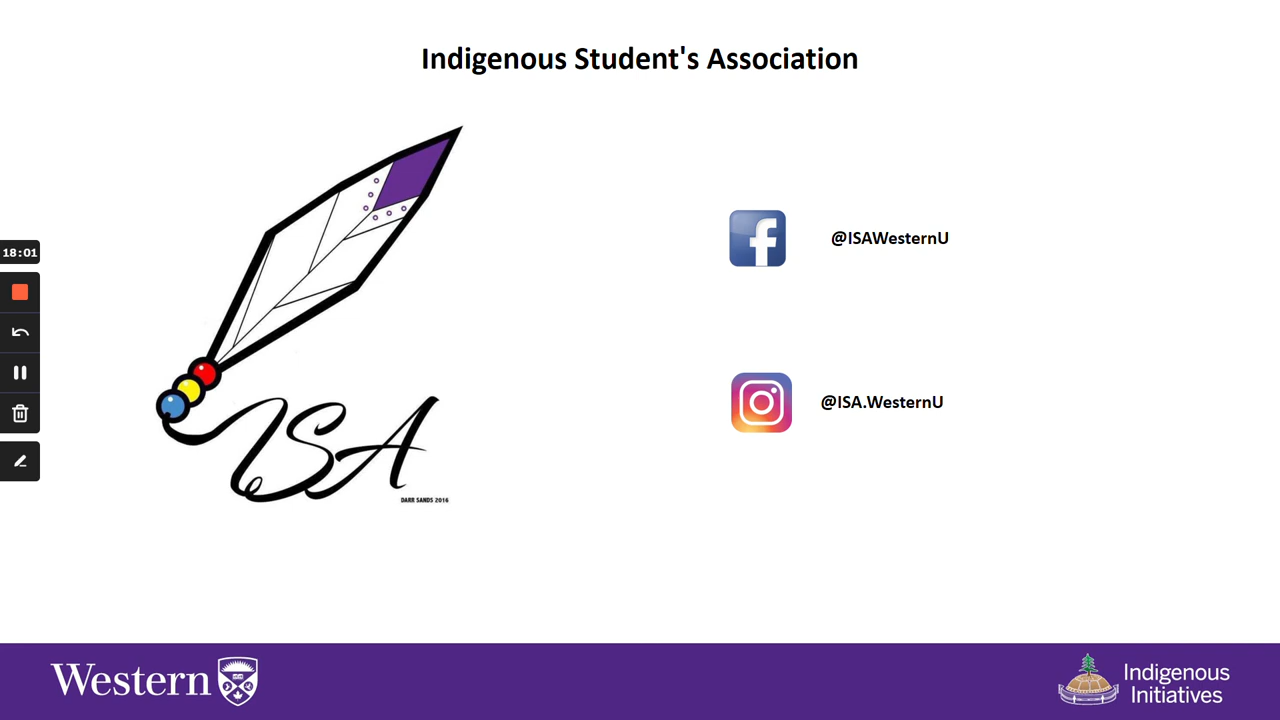 Indigenous Student's Association
18:01
@ISAWesternU
@ISA.WesternU
ISA
DARR SANDS 2016
Western
Indigenous
Initiatives